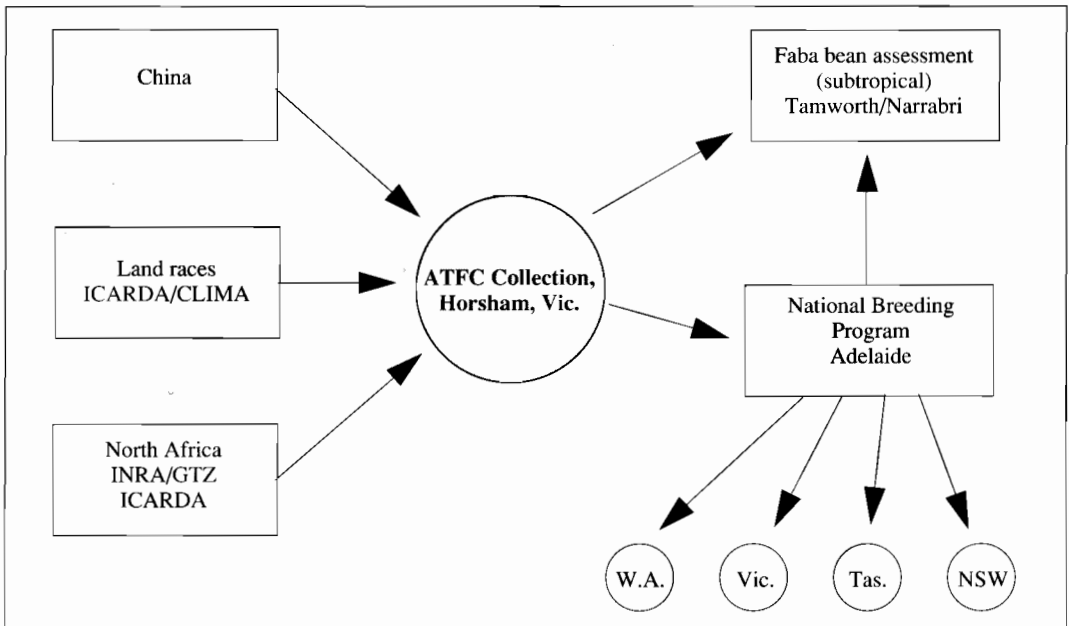 China
Land races
ICARDA/CLIMA
North Africa
INRA/GTZ
ICARDA
ATFC Collection,
Horsham, Vic.
Faba bean assessment
(subtropical)
Tamworth/Narrabri
National Breeding
Program
Adelaide
W.A.
Vic.
Tas.
NSW